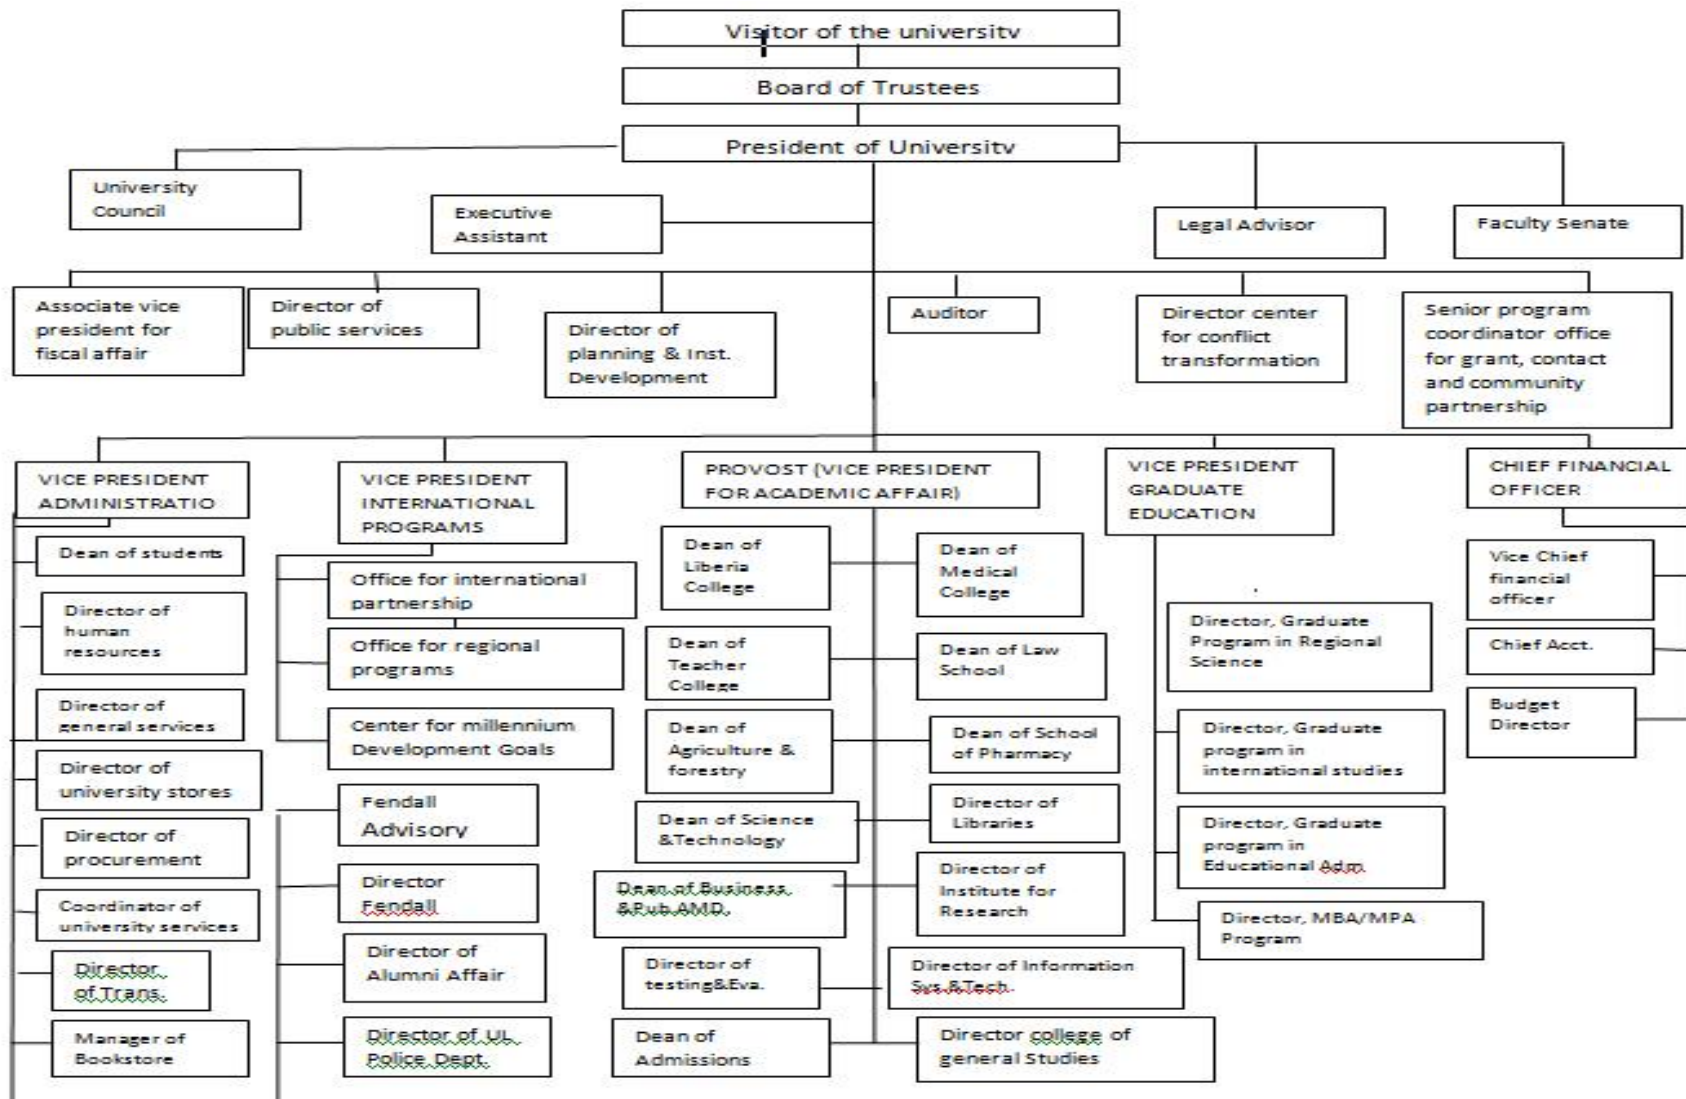 Visitor of the university
Board of Trustees
President of University
University
Council
Executive
Assistant
Legal Advisor
Faculty Senate
Associate vice
president for
fiscal affair
Director of
public services
Director of
planning & Inst.
Development
Auditor
Director center
for conflict
transformation
Senior program
coordinator office
for grant, contact
and community
partnership
VICE PRESIDENT
ADMINISTRATIO
VICE PRESIDENT
INTERNATIONAL
PROGRAMS
PROVOST (VICE PRESIDENT
FOR ACADEMIC AFFAIR)
VICE PRESIDENT
GRADUATE
EDUCATION
CHIEF FINANCIAL
OFFICER
Dean of students
Director of
human
resources
Director of
general services
Director of
university stores
Director of
procurement
Coordinator of
university services
Director
of Trans.
Manager of
Bookstore
Office for international
partnership
Office for regional
programs
Center for millennium
Development Goals
Fendall
Advisory
Director
Fendall
Director of
Alumni Affair
Director of UL
Police Dept.
Dean of
Liberia
College
Dean of
Teacher
College
Dean of
Agriculture &
forestry
Dean of Science
&Technology
Dean of Business
&Pub.AMD.
Director of
testing&Eva.
Dean of
Admissions
Dean of
Medical
College
Dean of Law
School
Dean of School
of Pharmacy
Director of
Libraries
Director of
Institute for
Research
Director of Information
Sys.&Tech.
Director college of
general Studies
Director, Graduate
Program in Regional
Science
Director, Graduate
program in
international studies
Director, Graduate
program in
Educational Adm.
Director, MBA/MPA
Program
Vice Chief
financial
officer
Chief Acct.
Budget
Director